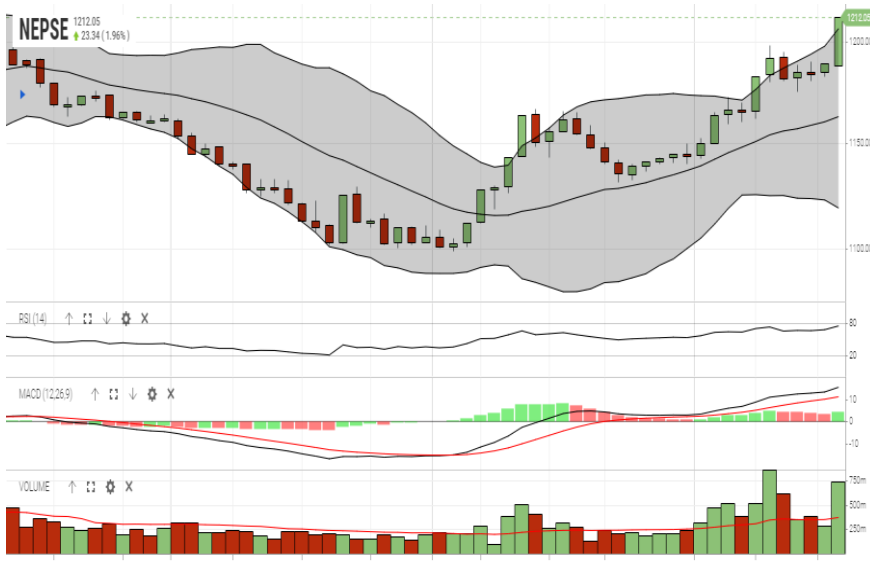 NEPSE 1212.05
23.34 (1.96%)
1212.05
1200.0
1150.0
1100.0
RSI (14)
80
20
MACD (12,26,9)
10
0
-10
VOLUME
750m
500m
250m